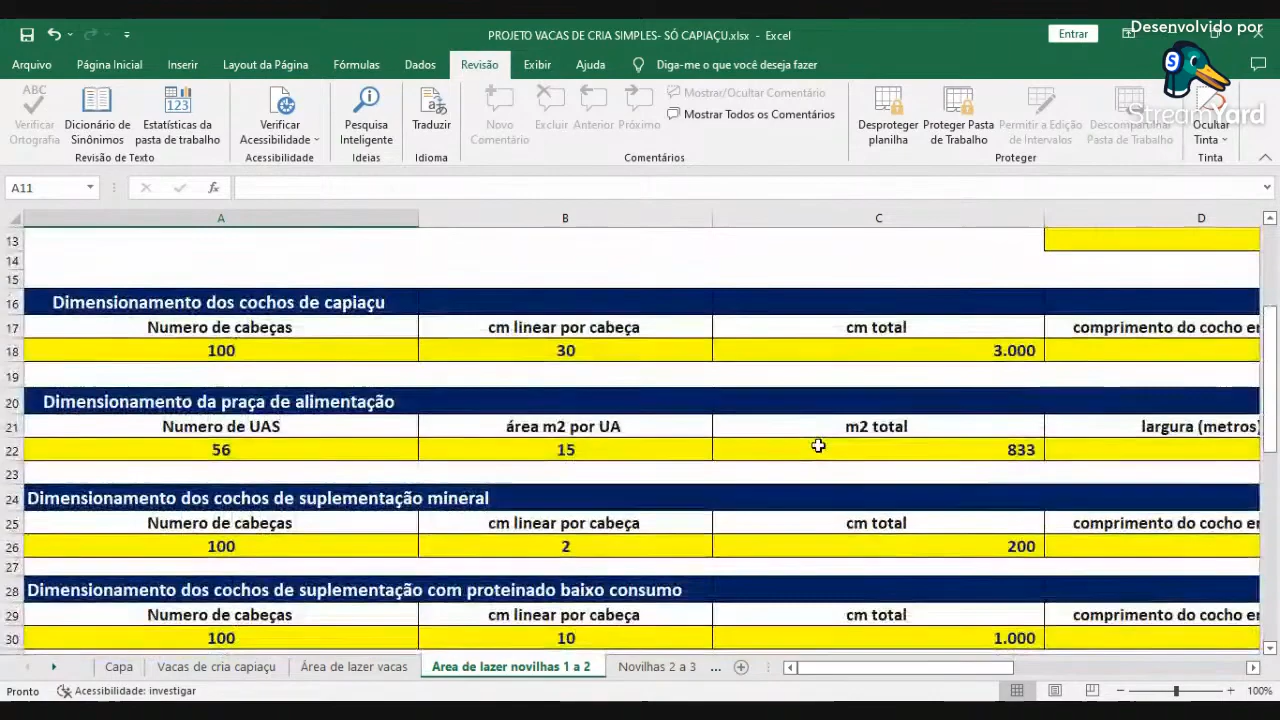 Desenvolvido por
StreamYard
PROJETO VACAS DE CRIA SIMPLES- SÓ CAPIAÇU.xlsx - Excel
Entrar
Arquivo Página Inicial Inserir Layout da Página Fórmulas Dados Revisão Exibir Ajuda Diga-me o que você deseja fazer
ABC Verificar Ortografia
Dicionário de Sinônimos
123 Estatísticas da pasta de trabalho
Verificar Acessibilidade
Pesquisa Inteligente
Traduzir
Novo Comentário
Excluir Anterior Próximo
Mostrar/Ocultar Comentário
Mostrar Todos os Comentários
Desproteger planilha
Proteger Pasta de Trabalho
Permitir a Edição de Intervalos
Descompartilhar Pasta de Trabalho
Ocultar Tinta
Revisão de Texto Acessibilidade Ideias Idioma Comentários Proteger Tinta
A11 fx
A B C D
13
14
15
16 Dimensionamento dos cochos de capiaçu
17 Numero de cabeças cm linear por cabeça cm total comprimento do cocho e
18 100 30 3.000
19
20 Dimensionamento da praça de alimentação
21 Numero de UAS área m2 por UA m2 total largura (metros)
22 56 15 833
23
24 Dimensionamento dos cochos de suplementação mineral
25 Numero de cabeças cm linear por cabeça cm total comprimento do cocho e
26 100 2 200
27
28 Dimensionamento dos cochos de suplementação com proteinado baixo consumo
29 Numero de cabeças cm linear por cabeça cm total comprimento do cocho e
30 100 10 1.000
Capa Vacas de cria capiaçu Área de lazer vacas Area de lazer novilhas 1 a 2 Novilhas 2 a 3 ...
Pronto Acessibilidade: investigar 100%